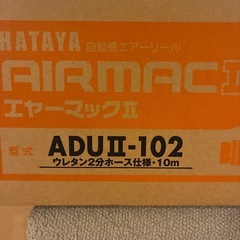 HATAYA 自動巻エアーリール
AIRMAC II
エヤーマックII
型式 ADUII-102
ウレタン2分ホース仕様・10m